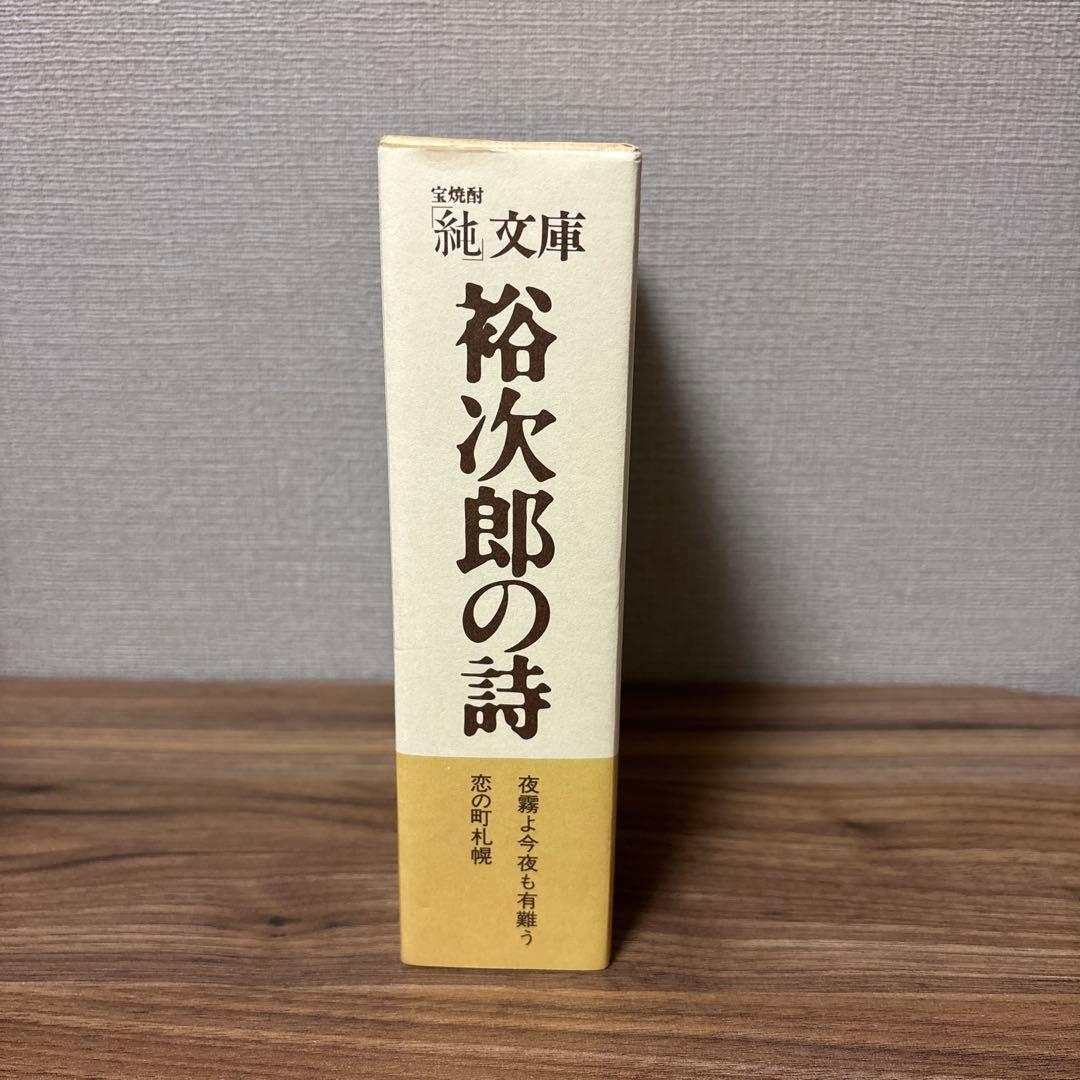 宝焼酎
「純」文庫
裕次郎の詩
夜霧よ今夜も有難う
恋の町札幌